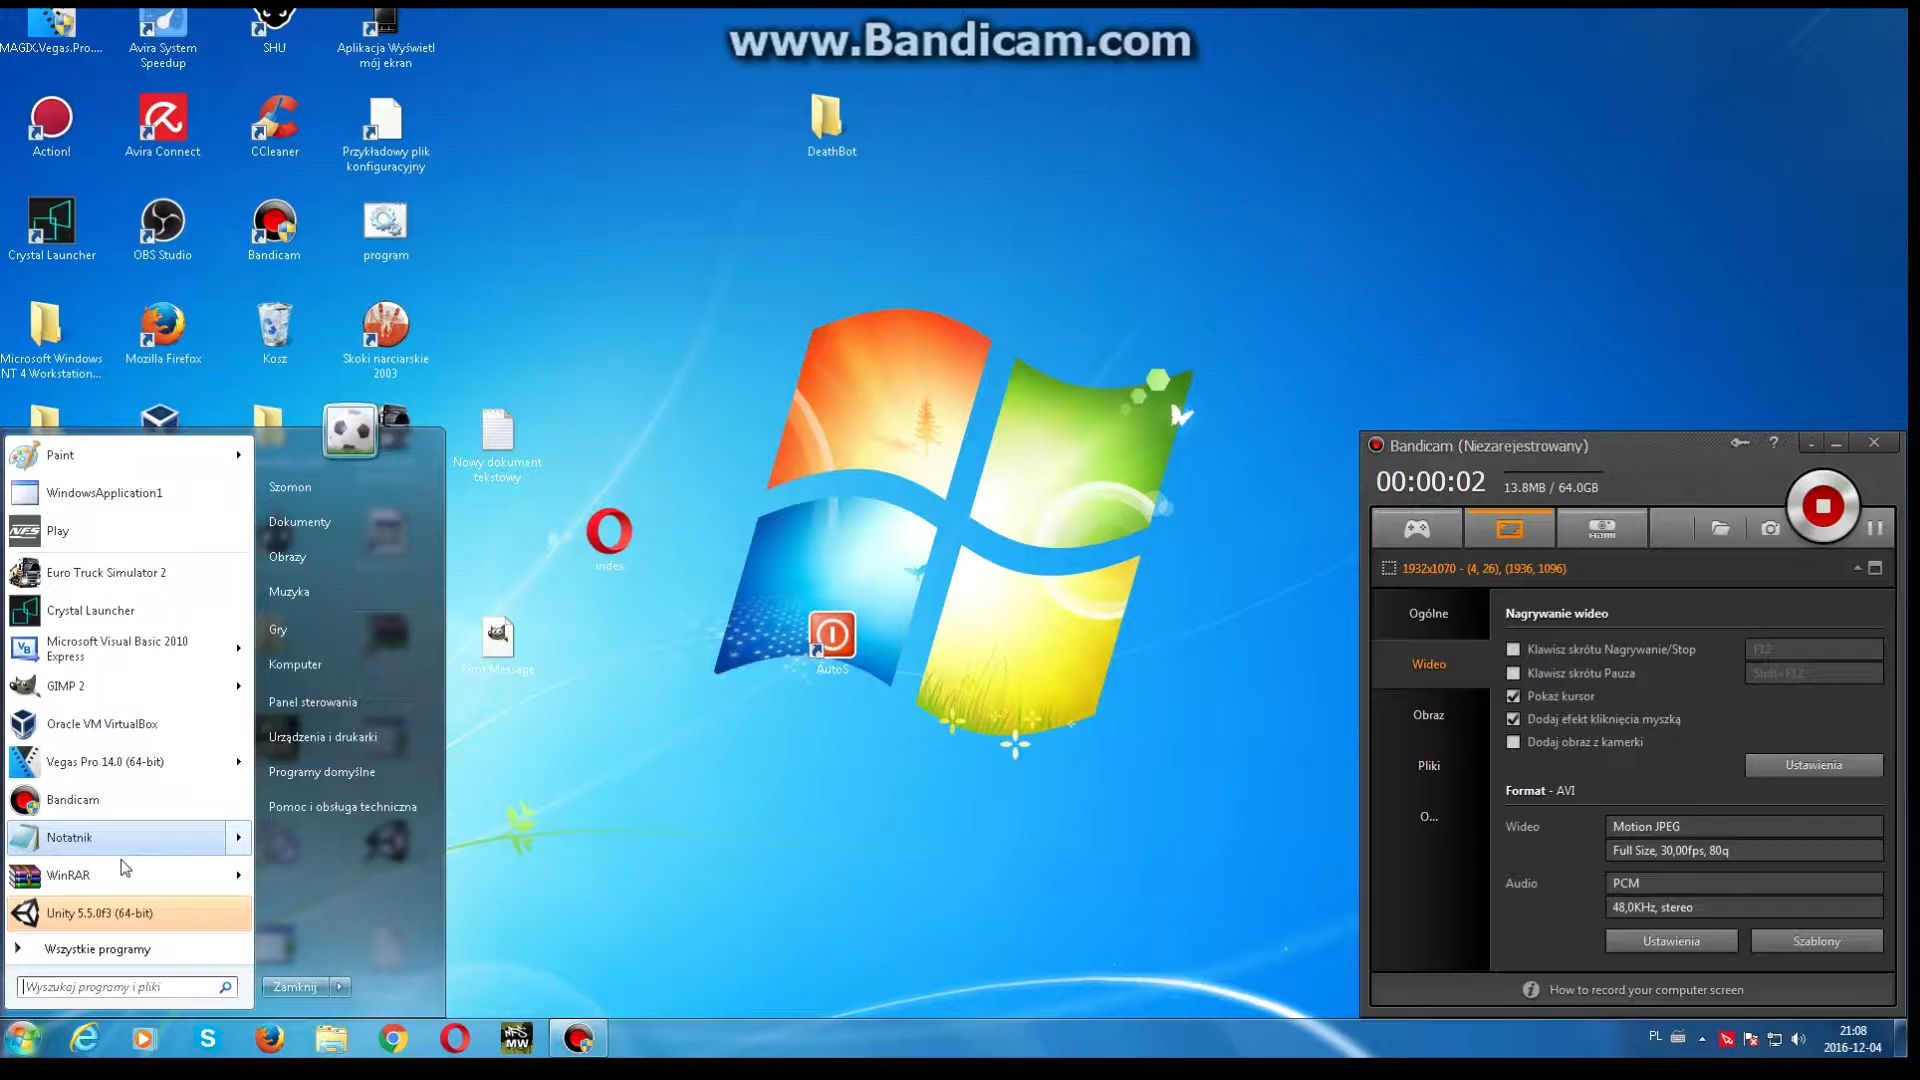 www.Bandicam.com
MAGIX.Vegas.Pro....
Avira System
Speedup
SHU
Aplikacja Wyświetl
mój ekran
Action!
Avira Connect
CCleaner
Przykładowy plik
konfiguracyjny
DeathBot
Crystal Launcher
OBS Studio
Bandicam
program
Microsoft Windows
NT 4 Workstation...
Mozilla Firefox
Kosz
Skoki narciarskie
2003
Nowy dokument
tekstowy
index
AutoS
Paint
WindowsApplication1
NFS
Play
Euro Truck Simulator 2
Crystal Launcher
VB
Microsoft Visual Basic 2010
Express
GIMP 2
Oracle VM VirtualBox
Vegas Pro 14.0 (64-bit)
Bandicam
Notatnik
WinRAR
Unity 5.5.0f3 (64-bit)
Wszystkie programy
Wyszukaj programy i pliki
Szomon
Dokumenty
Obrazy
Muzyka
Gry
Komputer
Panel sterowania
Urządzenia i drukarki
Programy domyślne
Pomoc i obsługa techniczna
Zamknij
Bandicam (Niezarejestrowany)
00:00:02
13.8MB / 64.0GB
HDMI
1932x1070 - (4, 26), (1936, 1096)
Ogólne
Wideo
Obraz
Pliki
O...
Nagrywanie wideo
Klawisz skrótu Nagrywanie/Stop
F12
Klawisz skrótu Pauza
Shift+F12
Pokaż kursor
Dodaj efekt kliknięcia myszką
Dodaj obraz z kamerki
Ustawienia
Format - AVI
Wideo
Motion JPEG
Full Size, 30,00fps, 80q
Audio
PCM
48,0KHz, stereo
Ustawienia
Szablony
How to record your computer screen
MW
PL
21:08
2016-12-04